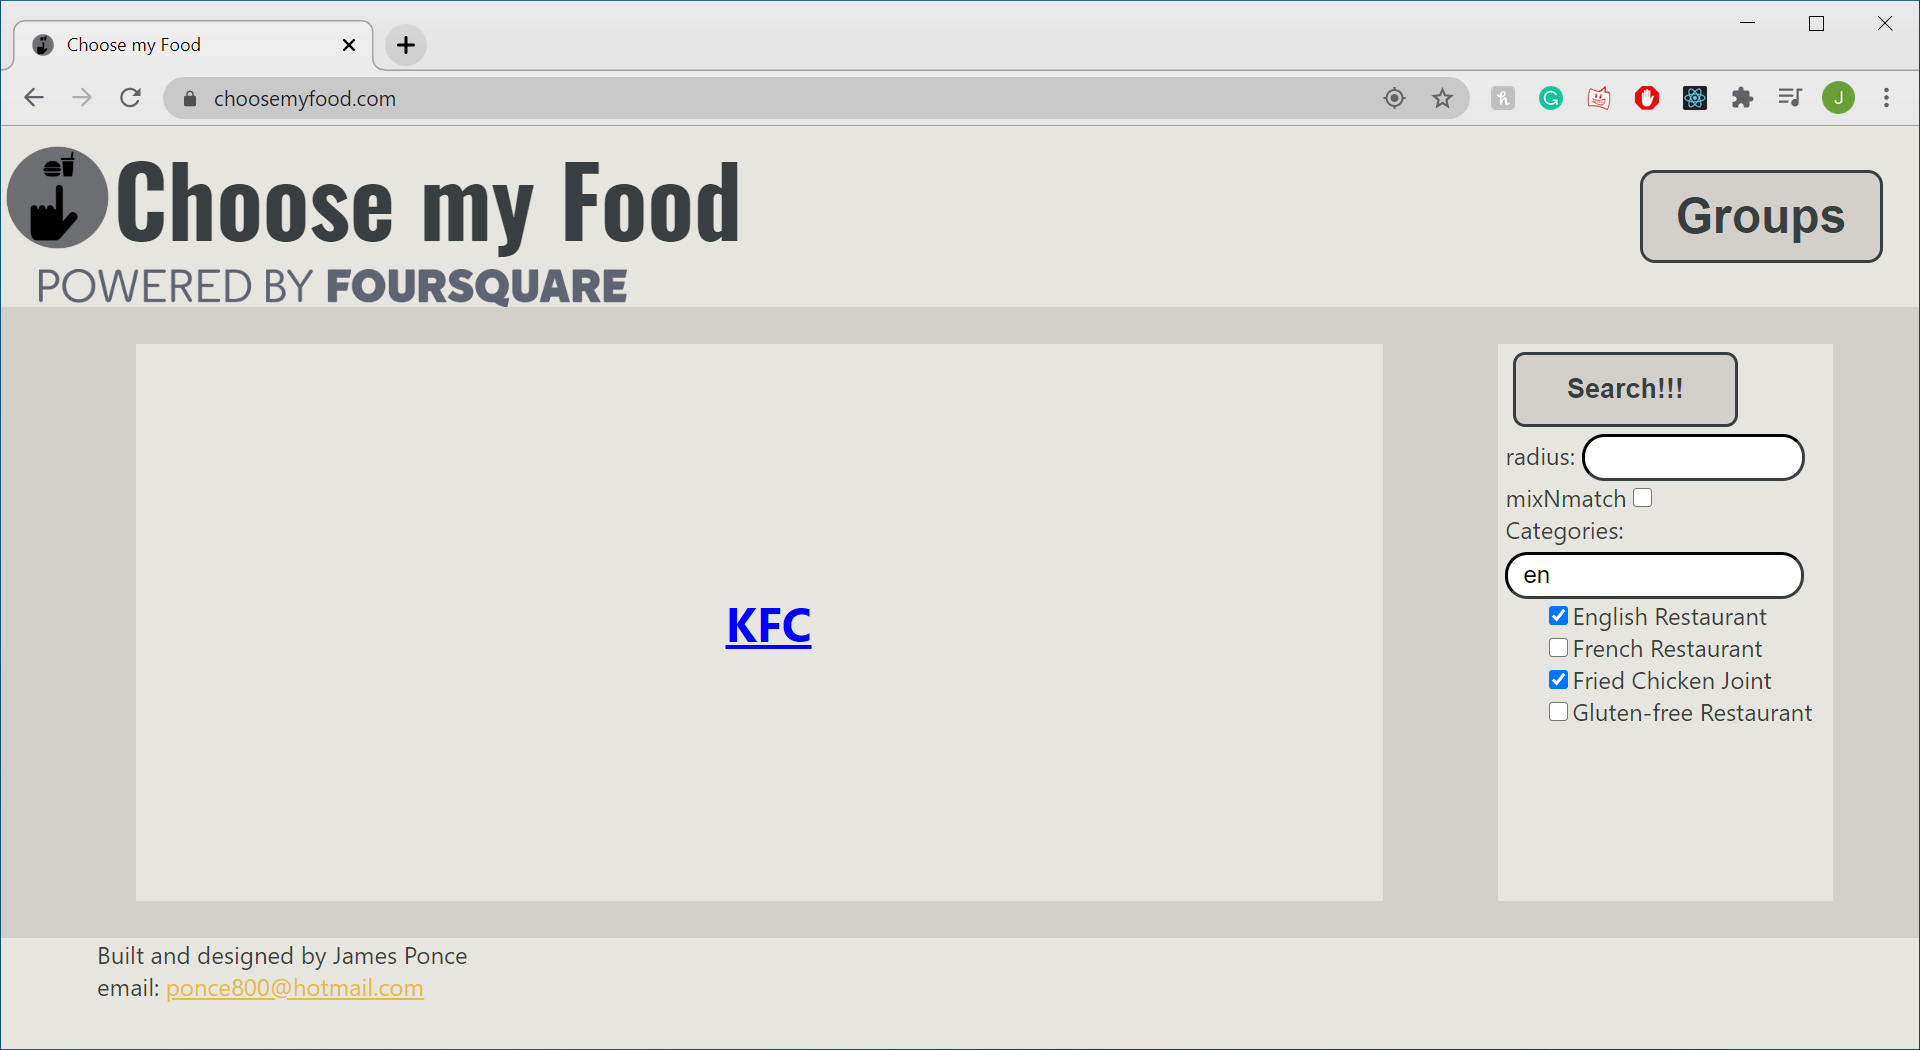 Choose my Food
choosemyfood.com
J
Choose my Food
Groups
POWERED BY FOURSQUARE
Search!!!
radius:
mixNmatch
Categories:
en
English Restaurant
French Restaurant
Fried Chicken Joint
Gluten-free Restaurant
KFC
Built and designed by James Ponce
email: ponce800@hotmail.com